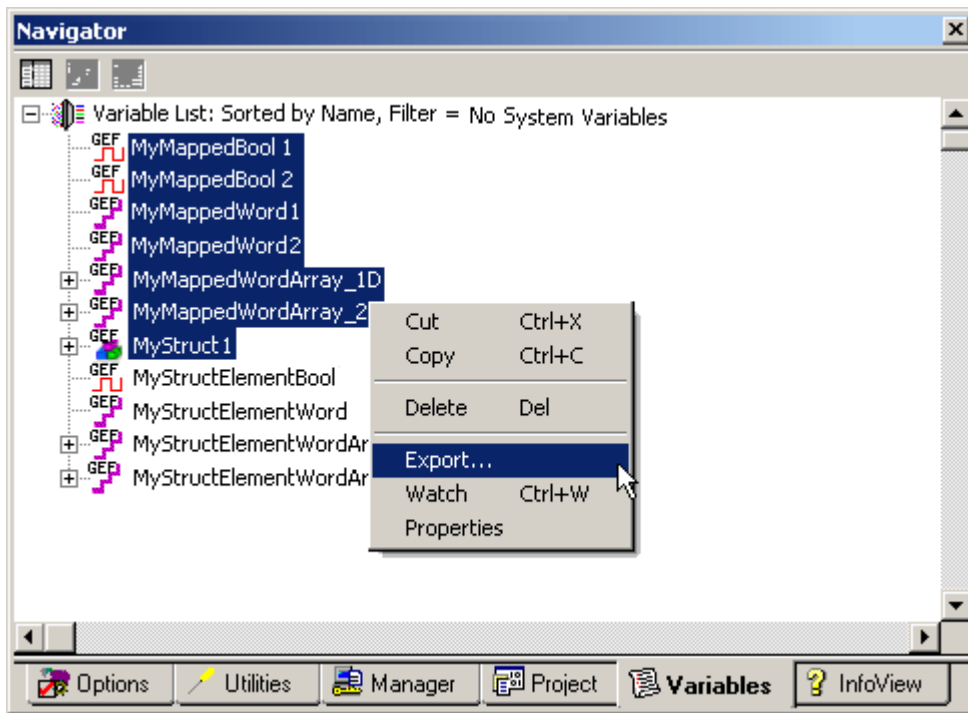 Navigator
Variable List: Sorted by Name, Filter = No System Variables
GEF MyMappedBool 1
GEF MyMappedBool 2
GEF MyMappedWord1
GEF MyMappedWord2
GEF MyMappedWordArray_1D
GEF MyMappedWordArray_2
GEF MyStruct1
GEF MyStructElementBool
GEF MyStructElementWord
GEF MyStructElementWordAr
GEF MyStructElementWordAr
Cut Ctrl+X
Copy Ctrl+C
Delete Del
Export...
Watch Ctrl+W
Properties
Options Utilities Manager Project Variables InfoView